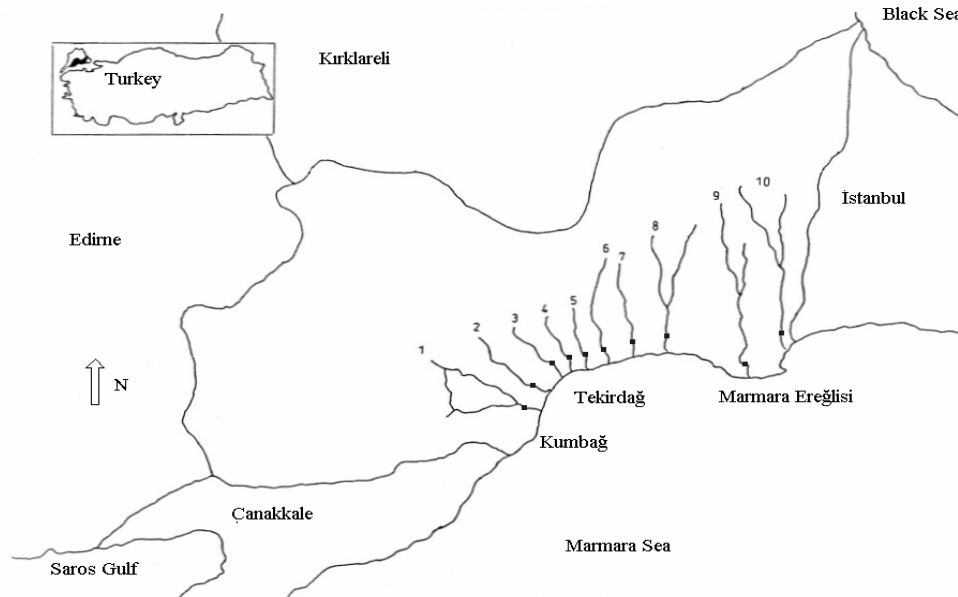 Black Sea
Kırklareli
Turkey
10
9
İstanbul
8
Edirne
6
7
5
4
3
2
1
N
Tekirdağ
Marmara Ereğlisi
Kumbağ
Çanakkale
Marmara Sea
Saros Gulf